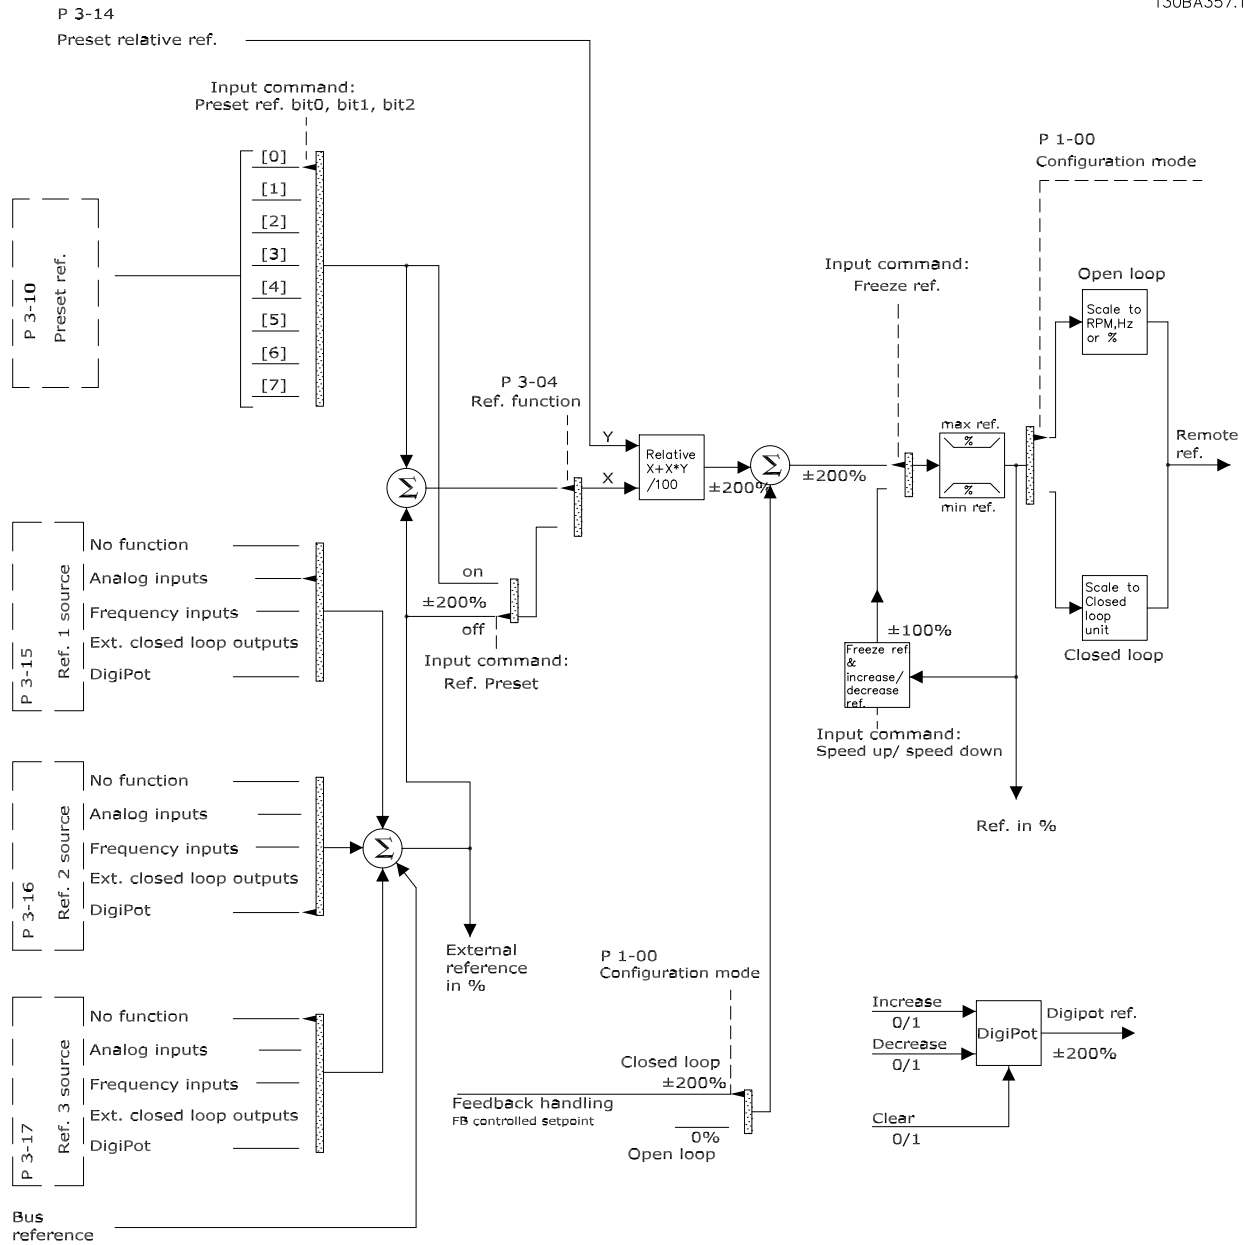 130BA357.1
P 3-14
Preset relative ref.
Input command:
Preset ref. bit0, bit1, bit2
[0]
[1]
[2]
[3]
[4]
[5]
[6]
[7]
P 3-10
Preset ref.
P 1-00
Configuration mode
Input command:
Freeze ref.
Open loop
Scale to
RPM,Hz
or %
P 3-04
Ref. function
Y
X
Relative
X+X*Y
/100
±200%
Σ
±200%
max ref.
%
%
min ref.
Remote
ref.
Σ
on
±200%
off
Input command:
Ref. Preset
P 3-15
Ref. 1 source
No function
Analog inputs
Frequency inputs
Ext. closed loop outputs
DigiPot
Scale to
Closed
loop
unit
Closed loop
±100%
Freeze ref.
&
increase/
decrease
ref.
Input command:
Speed up/ speed down
Ref. in %
P 3-16
Ref. 2 source
No function
Analog inputs
Frequency inputs
Ext. closed loop outputs
DigiPot
Σ
External
reference
in %
P 1-00
Configuration mode
Closed loop
±200%
Feedback handling
FB controlled setpoint
0%
Open loop
P 3-17
Ref. 3 source
No function
Analog inputs
Frequency inputs
Ext. closed loop outputs
DigiPot
Bus
reference
Increase
0/1
Decrease
0/1
Clear
0/1
DigiPot
Digipot ref.
±200%